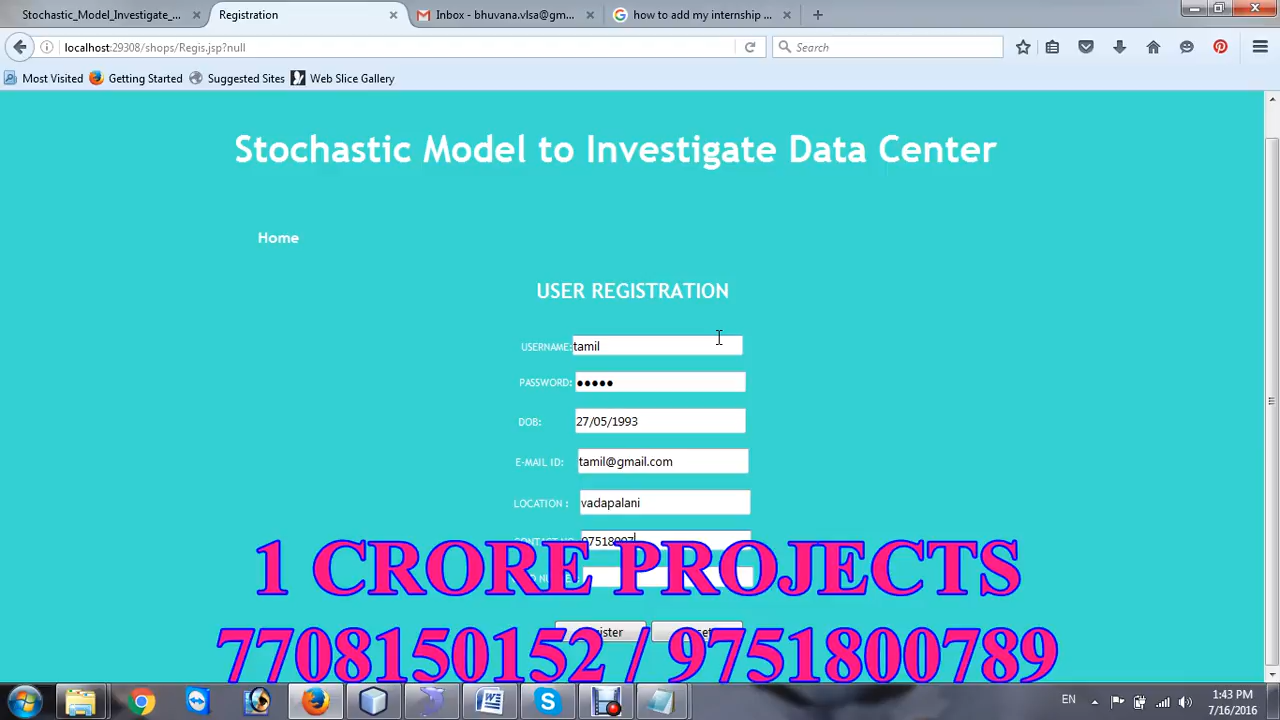 Stochastic_Model_Investigate_...
Registration
Inbox - bhuvana.vlsa@gm...
how to add my internship ...
localhost:29308/shops/Regis.jsp?null
Search
Most Visited
Getting Started
Suggested Sites
Web Slice Gallery
Stochastic Model to Investigate Data Center
Home
USER REGISTRATION
USERNAME: tamil
PASSWORD: •••••
DOB: 27/05/1993
E-MAIL ID: tamil@gmail.com
LOCATION : vadapalani
CONTACT NO
1 CRORE PROJECTS
7708150152 / 9751800789
EN
1:43 PM
7/16/2016